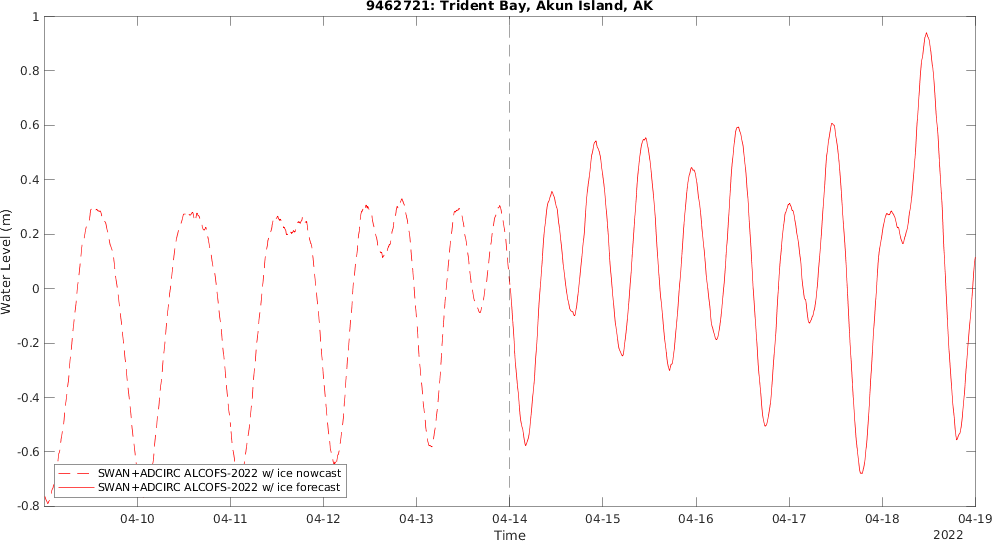 9462721: Trident Bay, Akun Island, AK
Water Level (m)
1
0.8
0.6
0.4
0.2
0
-0.2
-0.4
-0.6
-0.8
SWAN+ADCIRC ALCOFS-2022 w/ ice nowcast
SWAN+ADCIRC ALCOFS-2022 w/ ice forecast
04-10 04-11 04-12 04-13 04-14 04-15 04-16 04-17 04-18 04-19
Time
2022